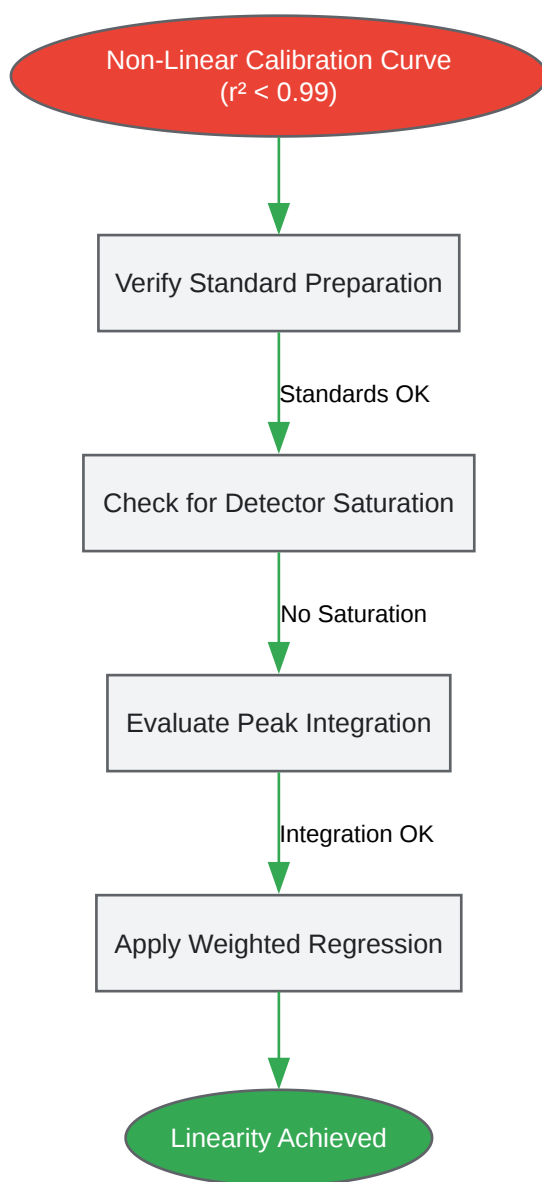 Non-Linear Calibration Curve
(r² < 0.99)
Verify Standard Preparation
Standards OK
Check for Detector Saturation
No Saturation
Evaluate Peak Integration
Integration OK
Apply Weighted Regression
Linearity Achieved